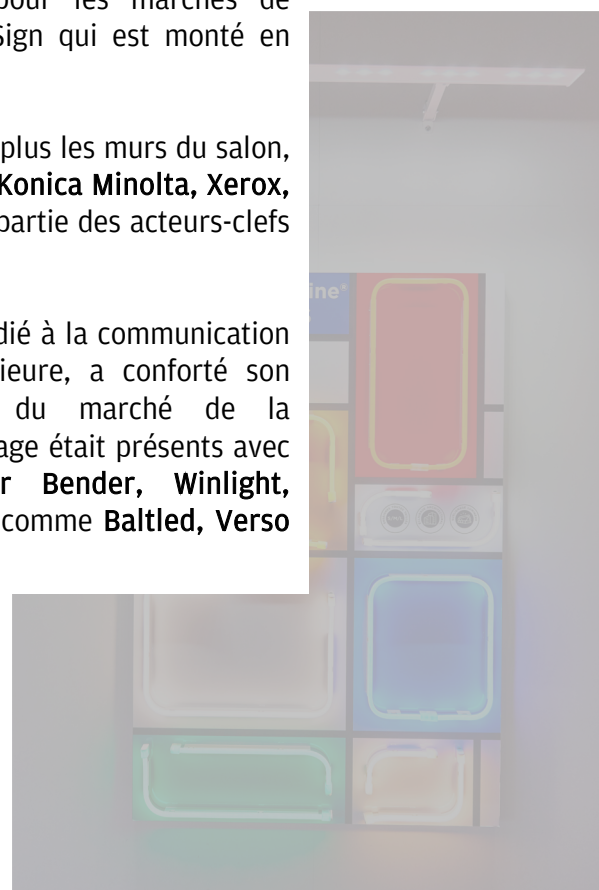 pour les marchés de
Sign qui est monté en
plus les murs du salon,
Konica Minolta, Xerox,
partie des acteurs-clefs
dié à la communication
ieure, a conforté son
du marché de la
age était présents avec
r Bender, Winlight,
comme Baltled, Verso
ine®